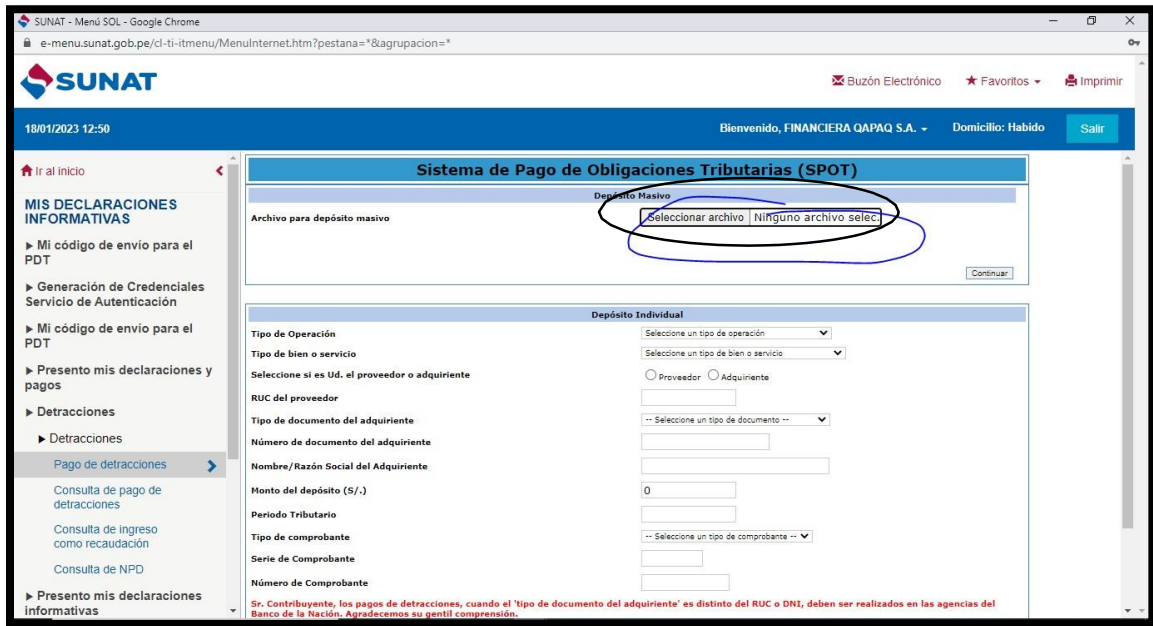 SUNAT - Menú SOL - Google Chrome
e-menu.sunat.gob.pe/cl-ti-itmenu/MenuInternet.htm?pestana=*&agrupacion=*
SUNAT
Buzón Electrónico
Favoritos
Imprimir
18/01/2023 12:50
Bienvenido, FINANCIERA QAPAQ S.A.
Domicilio: Habido
Salir
Ir al inicio
MIS DECLARACIONES
INFORMATIVAS
Mi código de envío para el
PDT
Generación de Credenciales
Servicio de Autenticación
Mi código de envío para el
PDT
Presento mis declaraciones y
pagos
Detracciones
Detracciones
Pago de detracciones
Consulta de pago de
detracciones
Consulta de ingreso
como recaudación
Consulta de NPD
Presento mis declaraciones
informativas
Sistema de Pago de Obligaciones Tributarias (SPOT)
Depósito Masivo
Archivo para depósito masivo
Seleccionar archivo Ninguno archivo selec.
Continuar
Depósito Individual
Tipo de Operación
Seleccione un tipo de operación
Tipo de bien o servicio
Seleccione un tipo de bien o servicio
Seleccione si es Ud. el proveedor o adquiriente
Proveedor Adquiriente
RUC del proveedor
Tipo de documento del adquiriente
-- Seleccione un tipo de documento --
Número de documento del adquiriente
Nombre/Razón Social del Adquiriente
Monto del depósito (S/.)
0
Periodo Tributario
Tipo de comprobante
-- Seleccione un tipo de comprobante --
Serie de Comprobante
Número de Comprobante
Sr. Contribuyente, los pagos de detracciones, cuando el 'tipo de documento del adquiriente' es distinto del RUC o DNI, deben ser realizados en las agencias del
Banco de la Nación. Agradecemos su gentil comprensión.